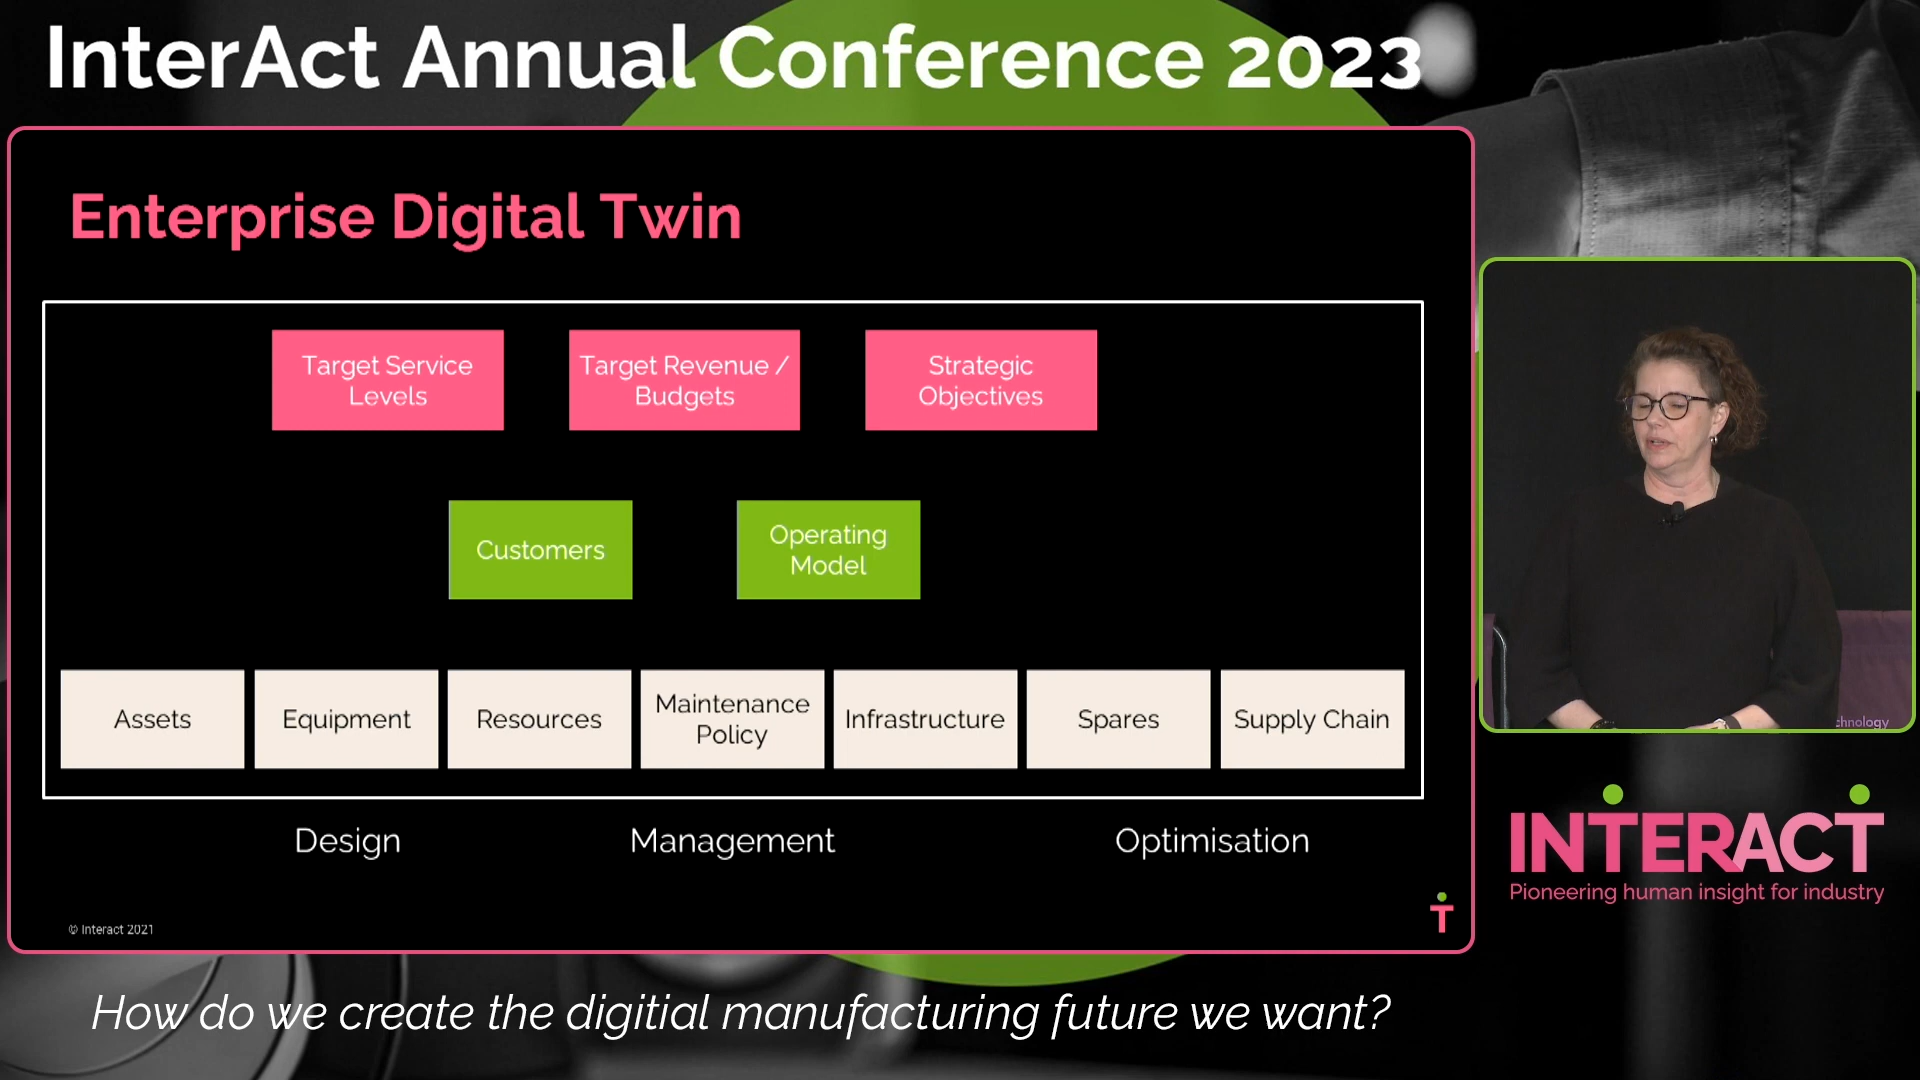 InterAct Annual Conference 2023
Enterprise Digital Twin
Target Service
Levels
Target Revenue /
Budgets
Strategic
Objectives
Customers
Operating
Model
Assets
Equipment
Resources
Maintenance
Policy
Infrastructure
Spares
Supply Chain
Design
Management
Optimisation
© Interact 2021
chnology
INTERACT
Pioneering human insight for industry
How do we create the digitial manufacturing future we want?